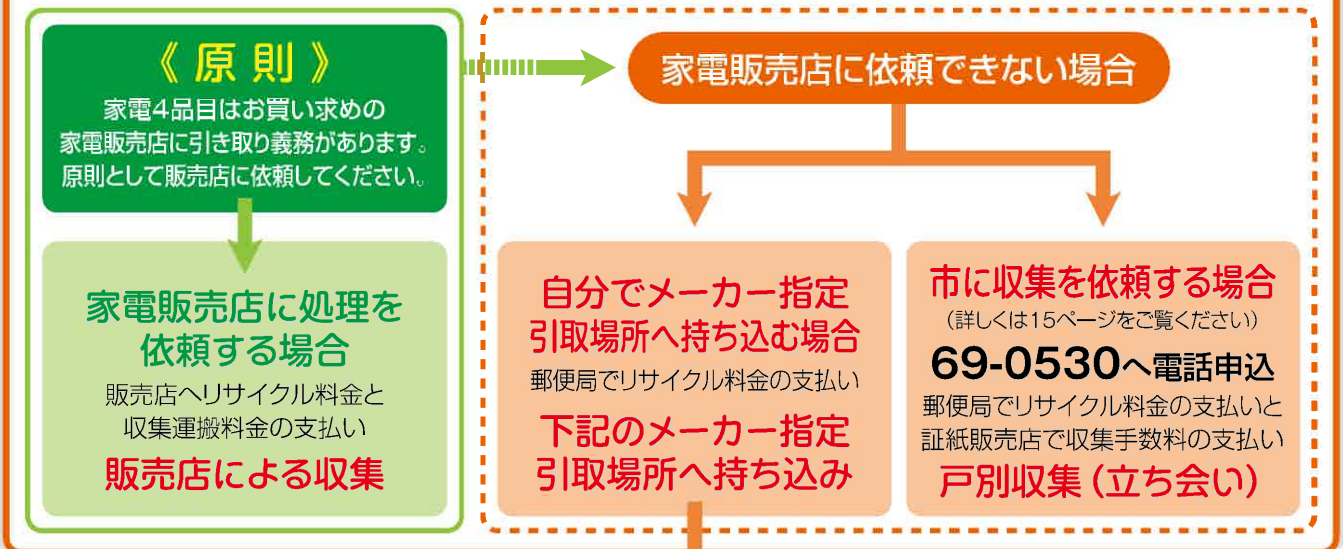 《 原 則 》
家電4品目はお買い求めの
家電販売店に引き取り義務があります。
原則として販売店に依頼してください。
家電販売店に処理を
依頼する場合
販売店へリサイクル料金と
収集運搬料金の支払い
販売店による収集
家電販売店に依頼できない場合
自分でメーカー指定
引取場所へ持ち込む場合
郵便局でリサイクル料金の支払い
下記のメーカー指定
引取場所へ持ち込み
市に収集を依頼する場合
（詳しくは15ページをご覧ください）
69-0530へ電話申込
郵便局でリサイクル料金の支払いと
証紙販売店で収集手数料の支払い
戸別収集（立ち会い）